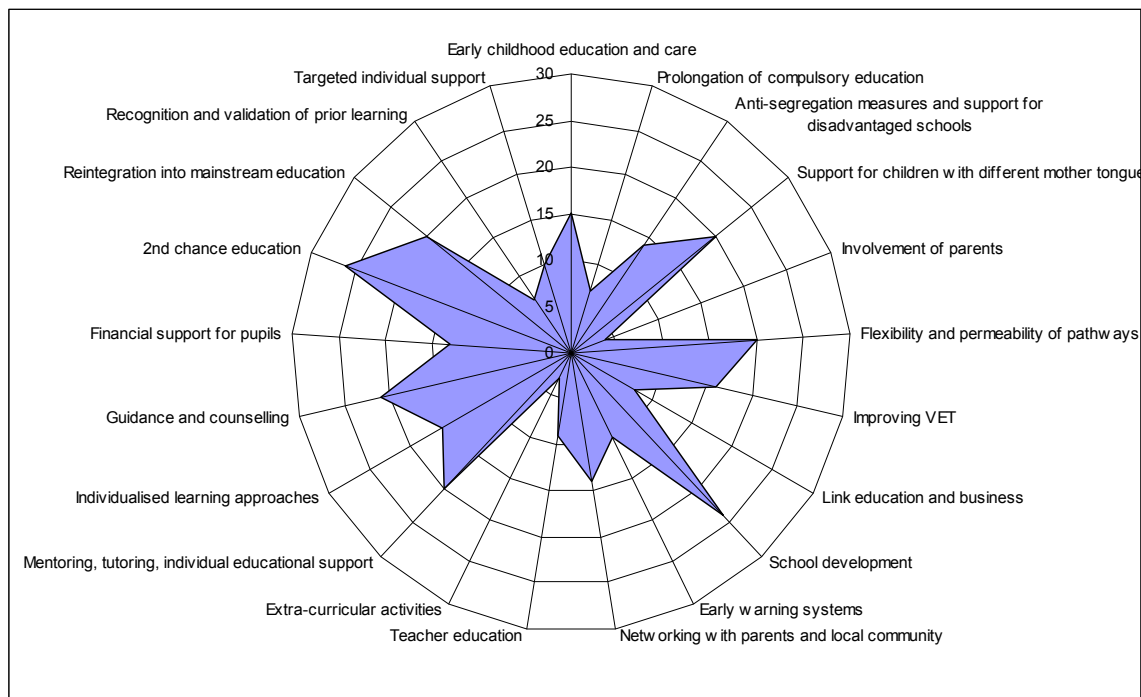 Early childhood education and care
Targeted individual support
30
Prolongation of compulsory education
Recognition and validation of prior learning
Anti-segregation measures and support for
disadvantaged schools
25
Reintegration into mainstream education
20
Support for children with different mother tongue
15
2nd chance education
Involvement of parents
10
Financial support for pupils
5
Flexibility and permeability of pathways
0
Guidance and counselling
Improving VET
Individualised learning approaches
Link education and business
Mentoring, tutoring, individual educational support
School development
Extra-curricular activities
Early warning systems
Teacher education
Networking with parents and local community